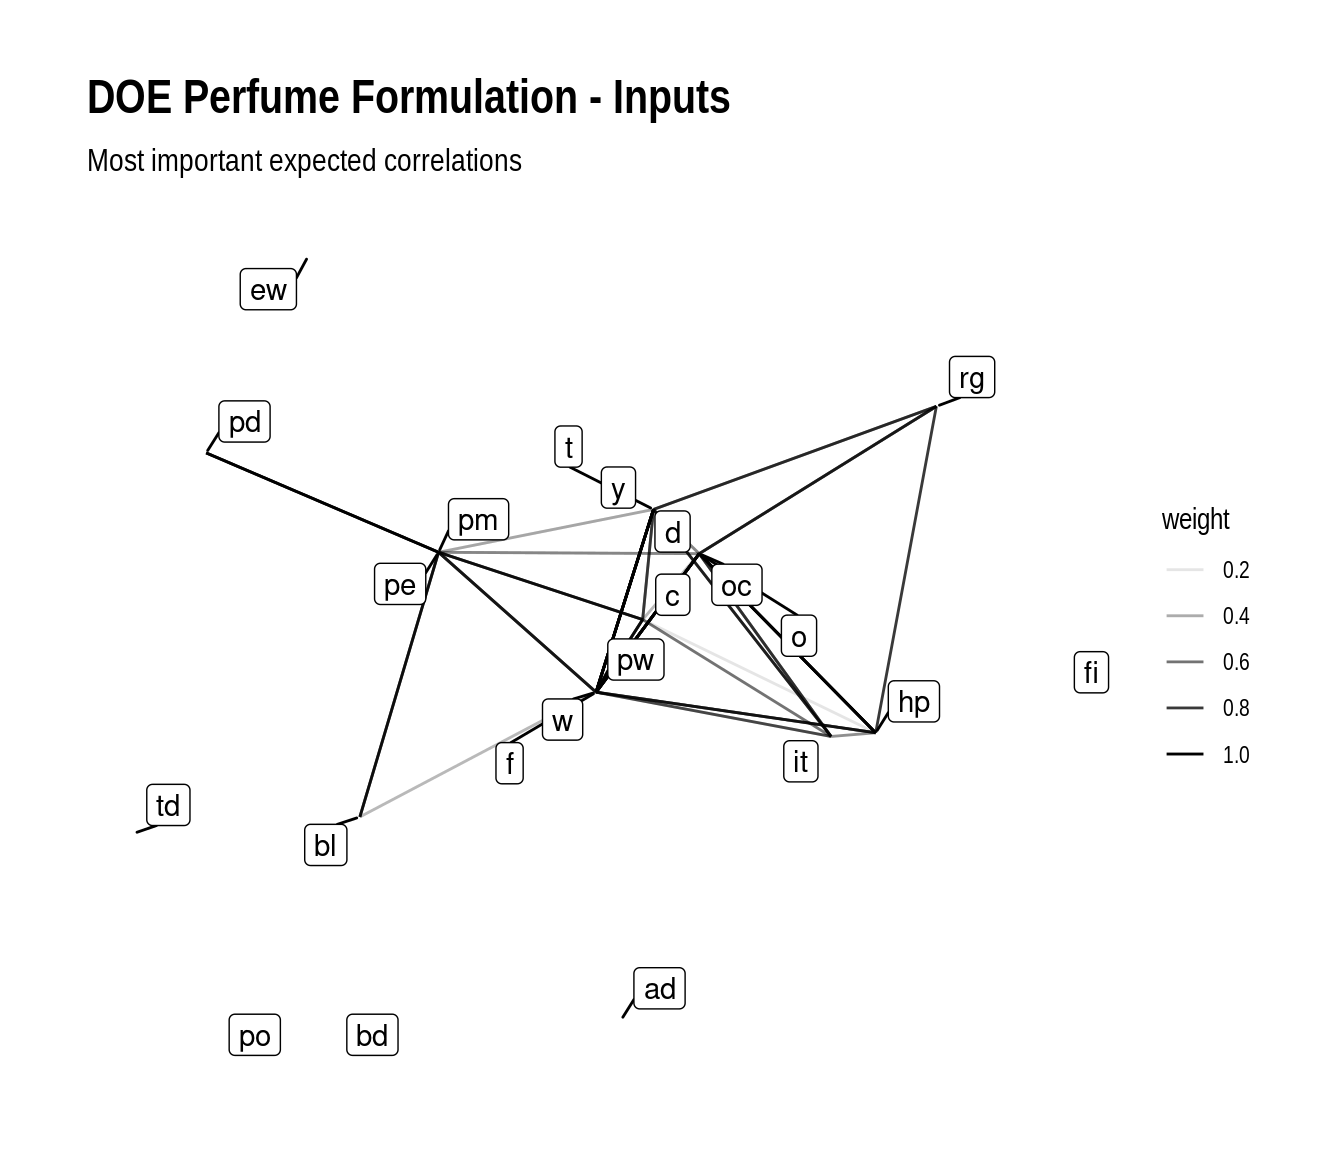 DOE Perfume Formulation - Inputs
Most important expected correlations
ew
rg
pd
t
y
pm
d
pe
c
oc
o
pw
fi
hp
w
f
it
td
bl
ad
po
bd
weight
0.2
0.4
0.6
0.8
1.0